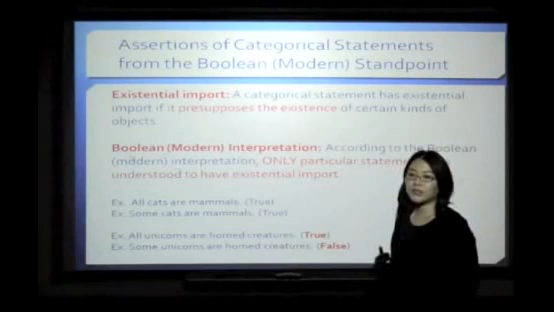 Assertions of Categorical Statements
from the Boolean (Modern) Standpoint
Existential import: A categorical statement has existential
import if it presupposes the existence of certain kinds of
objects.
Boolean (Modern) Interpretation: According to the Boolean
(modern) interpretation, ONLY particular stateme
understood to have existential import
Ex. All cats are mammals. (True)
Ex. Some cats are mammals. (True)
Ex. All unicorns are horned creatures. (True)
Ex. Some unicorns are horned creatures. (False)